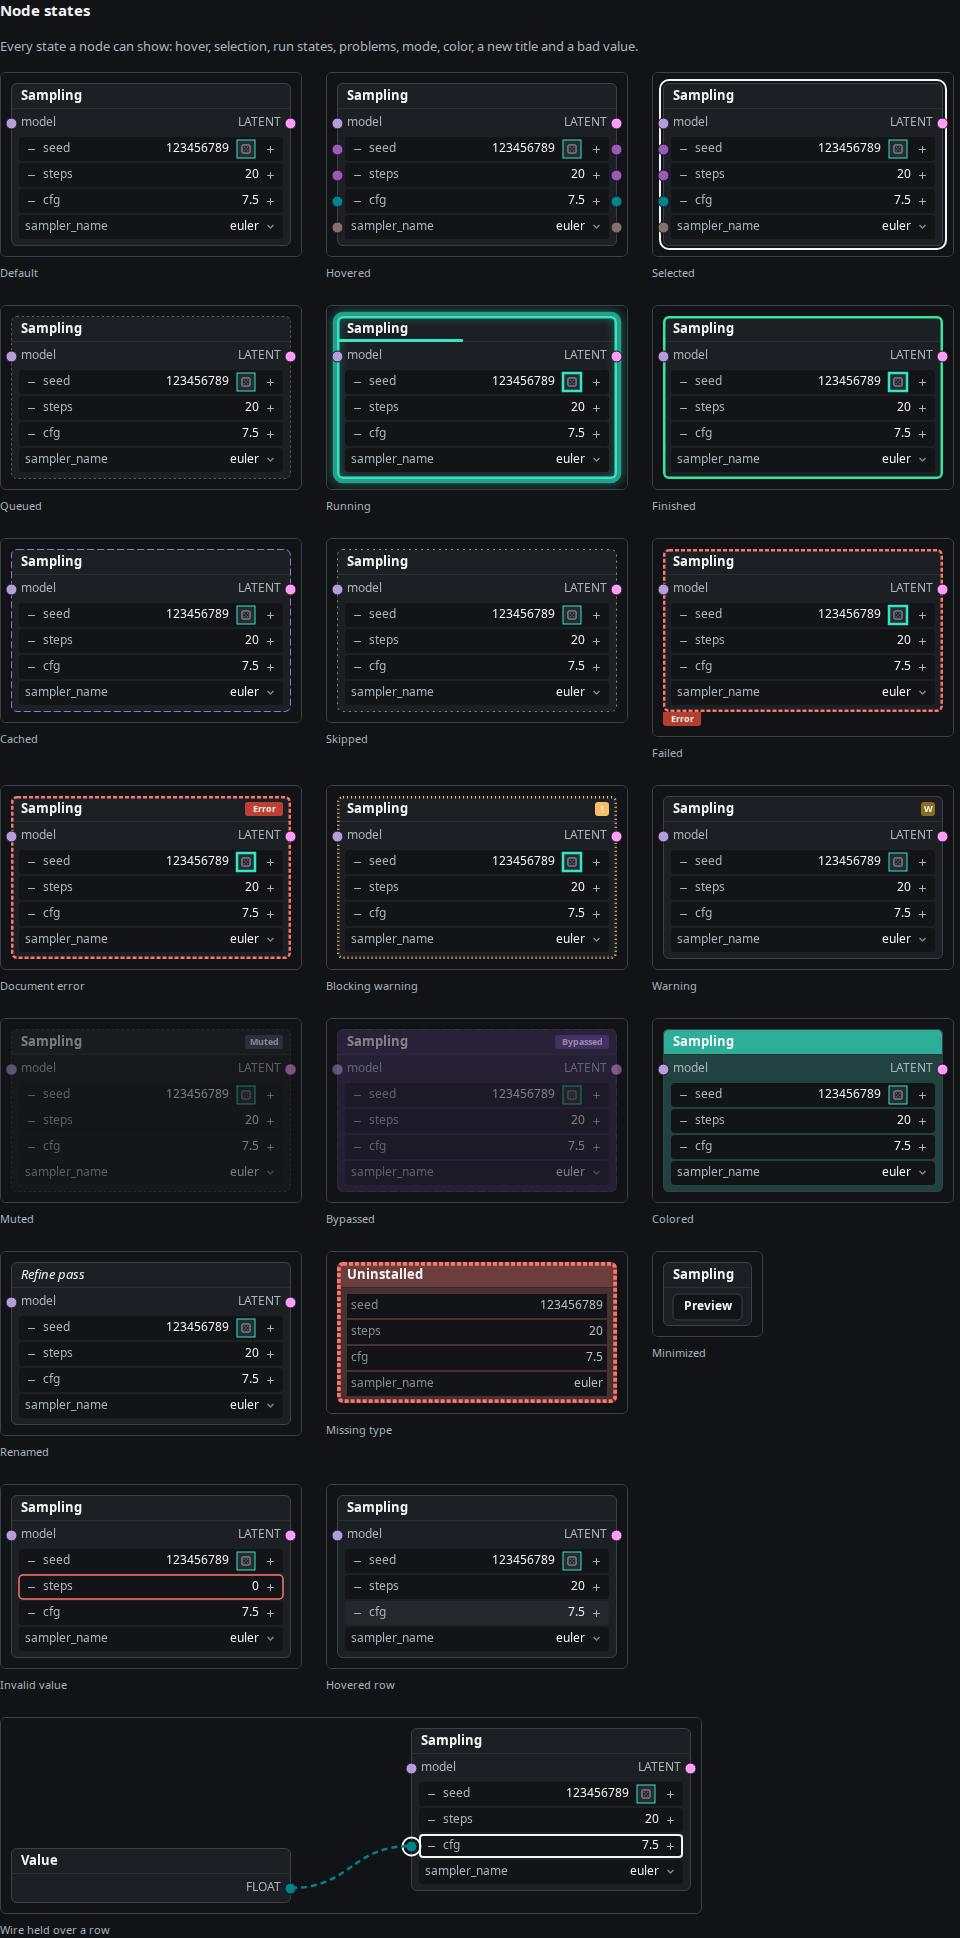 Node states
Every state a node can show: hover, selection, run states, problems, mode, color, a new title and a bad value.
Sampling
model LATENT
– seed 123456789 +
– steps 20 +
– cfg 7.5 +
sampler_name euler
Default
Sampling
model LATENT
– seed 123456789 +
– steps 20 +
– cfg 7.5 +
sampler_name euler
Hovered
Sampling
model LATENT
– seed 123456789 +
– steps 20 +
– cfg 7.5 +
sampler_name euler
Selected
Sampling
model LATENT
– seed 123456789 +
– steps 20 +
– cfg 7.5 +
sampler_name euler
Queued
Sampling
model LATENT
– seed 123456789 +
– steps 20 +
– cfg 7.5 +
sampler_name euler
Running
Sampling
model LATENT
– seed 123456789 +
– steps 20 +
– cfg 7.5 +
sampler_name euler
Finished
Sampling
model LATENT
– seed 123456789 +
– steps 20 +
– cfg 7.5 +
sampler_name euler
Cached
Sampling
model LATENT
– seed 123456789 +
– steps 20 +
– cfg 7.5 +
sampler_name euler
Skipped
Sampling
model LATENT
– seed 123456789 +
– steps 20 +
– cfg 7.5 +
sampler_name euler
Error
Failed
Sampling Error
model LATENT
– seed 123456789 +
– steps 20 +
– cfg 7.5 +
sampler_name euler
Document error
Sampling !
model LATENT
– seed 123456789 +
– steps 20 +
– cfg 7.5 +
sampler_name euler
Blocking warning
Sampling W
model LATENT
– seed 123456789 +
– steps 20 +
– cfg 7.5 +
sampler_name euler
Warning
Sampling Muted
model LATENT
– seed 123456789 +
– steps 20 +
– cfg 7.5 +
sampler_name euler
Muted
Sampling Bypassed
model LATENT
– seed 123456789 +
– steps 20 +
– cfg 7.5 +
sampler_name euler
Bypassed
Sampling
model LATENT
– seed 123456789 +
– steps 20 +
– cfg 7.5 +
sampler_name euler
Colored
Refine pass
model LATENT
– seed 123456789 +
– steps 20 +
– cfg 7.5 +
sampler_name euler
Renamed
Uninstalled
seed 123456789
steps 20
cfg 7.5
sampler_name euler
Missing type
Sampling
Preview
Minimized
Sampling
model LATENT
– seed 123456789 +
– steps 0 +
– cfg 7.5 +
sampler_name euler
Invalid value
Sampling
model LATENT
– seed 123456789 +
– steps 20 +
– cfg 7.5 +
sampler_name euler
Hovered row
Sampling
model LATENT
– seed 123456789 +
– steps 20 +
– cfg 7.5 +
sampler_name euler
Value
FLOAT
Wire held over a row